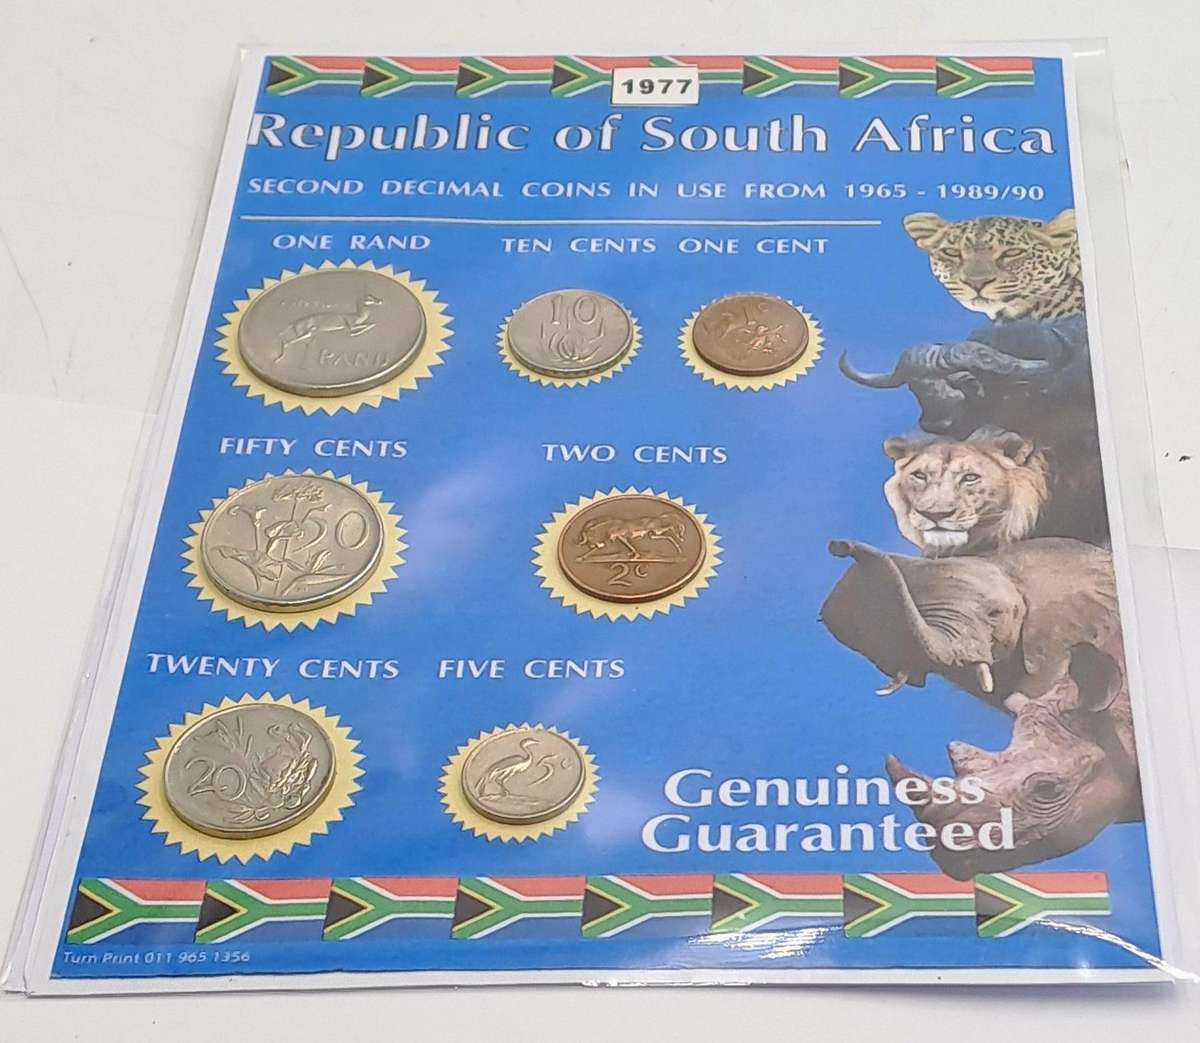 1977
Republic of South Africa
SECOND DECIMAL COINS IN USE FROM 1965 - 1989/90
ONE RAND
TEN CENTS
ONE CENT
1 RAND
10
1c
FIFTY CENTS
TWO CENTS
50
2c
TWENTY CENTS
FIVE CENTS
20
5c
Genuiness
Guaranteed
Turn Print 011 965 1356